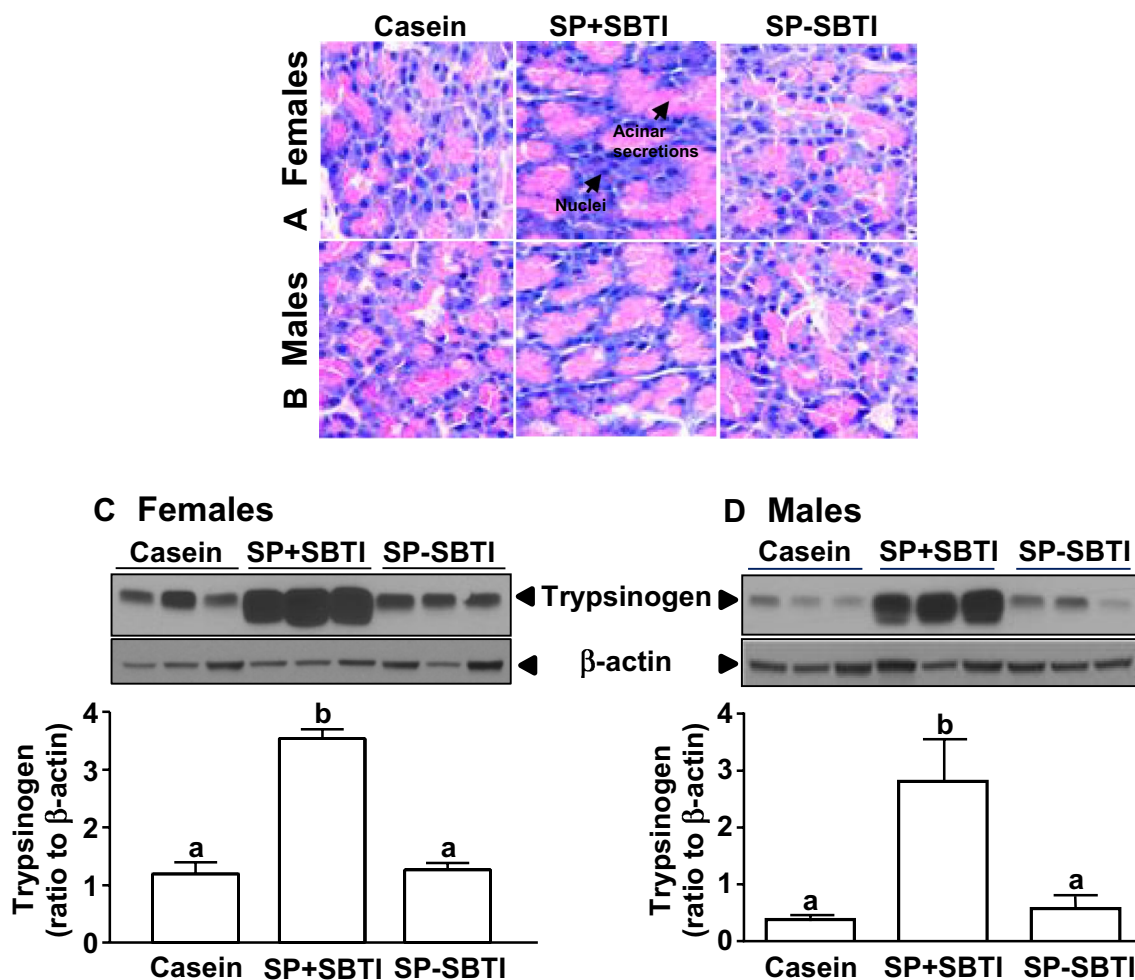 Casein SP+SBTI SP-SBTI
A Females
Acinar
secretions
Nuclei
B Males
C Females
Casein SP+SBTI SP-SBTI
D Males
Casein SP+SBTI SP-SBTI
Trypsinogen
β-actin
Trypsinogen
(ratio to β-actin)
4
3
2
1
0
a
b
a
Casein SP+SBTI SP-SBTI
Trypsinogen
(ratio to β-actin)
4
3
2
1
0
a
b
a
Casein SP+SBTI SP-SBTI